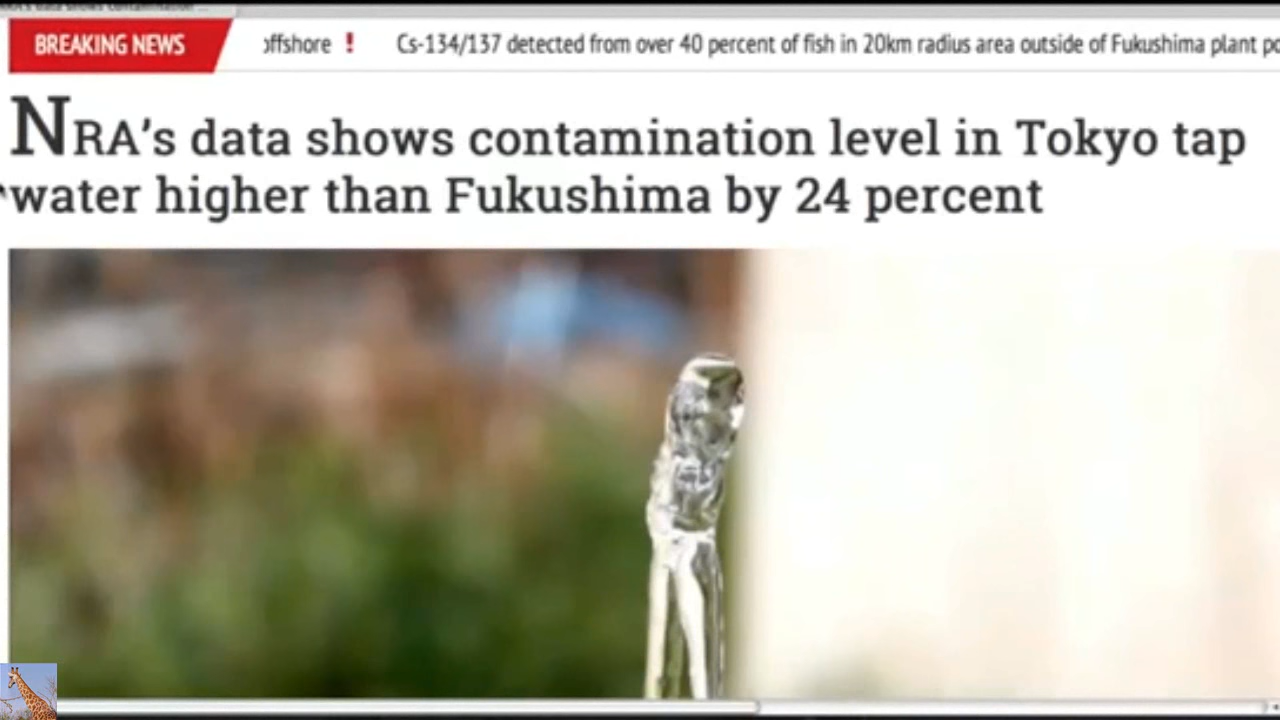 BREAKING NEWS offshore ! Cs-134/137 detected from over 40 percent of fish in 20km radius area outside of Fukushima plant
NRA's data shows contamination level in Tokyo tap
water higher than Fukushima by 24 percent